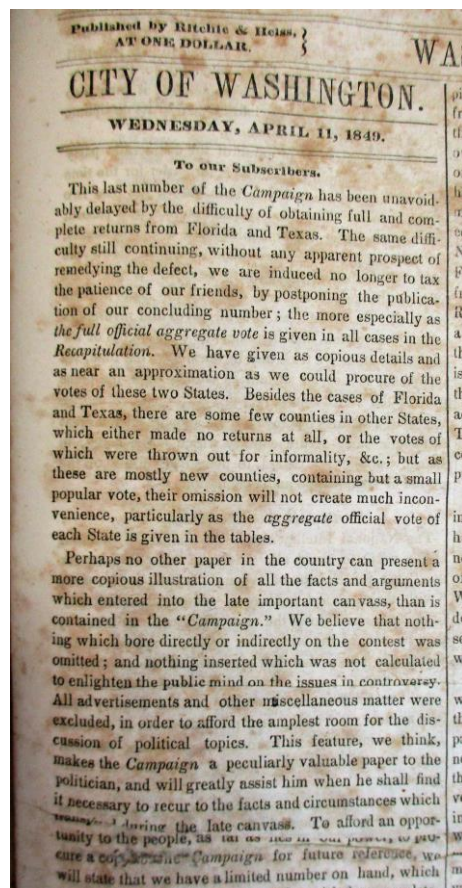 Published by Ritchie & Heiss,
AT ONE DOLLAR.
WAS
CITY OF WASHINGTON.
WEDNESDAY, APRIL 11, 1849.
To our Subscribers.
This last number of the Campaign has been unavoid-
ably delayed by the difficulty of obtaining full and com-
plete returns from Florida and Texas. The same diffi-
culty still continuing, without any apparent prospect of
remedying the defect, we are induced no longer to tax
the patience of our friends, by postponing the publica-
tion of our concluding number; the more especially as
the full official aggregate vote is given in all cases in the
Recapitulation. We have given as copious details and
as near an approximation as we could procure of the
votes of these two States. Besides the cases of Florida
and Texas, there are some few counties in other States,
which either made no returns at all, or the votes of
which were thrown out for informality, &c.; but as
these are mostly new counties, containing but a small
popular vote, their omission will not create much incon-
venience, particularly as the aggregate official vote of
each State is given in the tables.
Perhaps no other paper in the country can present a
more copious illustration of all the facts and arguments
which entered into the late important canvass, than is
contained in the "Campaign." We believe that noth-
ing which bore directly or indirectly on the contest was
omitted; and nothing inserted which was not calculated
to enlighten the public mind on the issues in controversy.
All advertisements and other miscellaneous matter were
excluded, in order to afford the amplest room for the dis-
cussion of political topics. This feature, we think,
makes the Campaign a peculiarly valuable paper to the
politician, and will greatly assist him when he shall find
it necessary to recur to the facts and circumstances which
during the late canvass. To afford an oppor-
tunity to the people, as far as lies in our power, to pro-
cure a copy the Campaign for future reference, we
will state that we have a limited number on hand, which